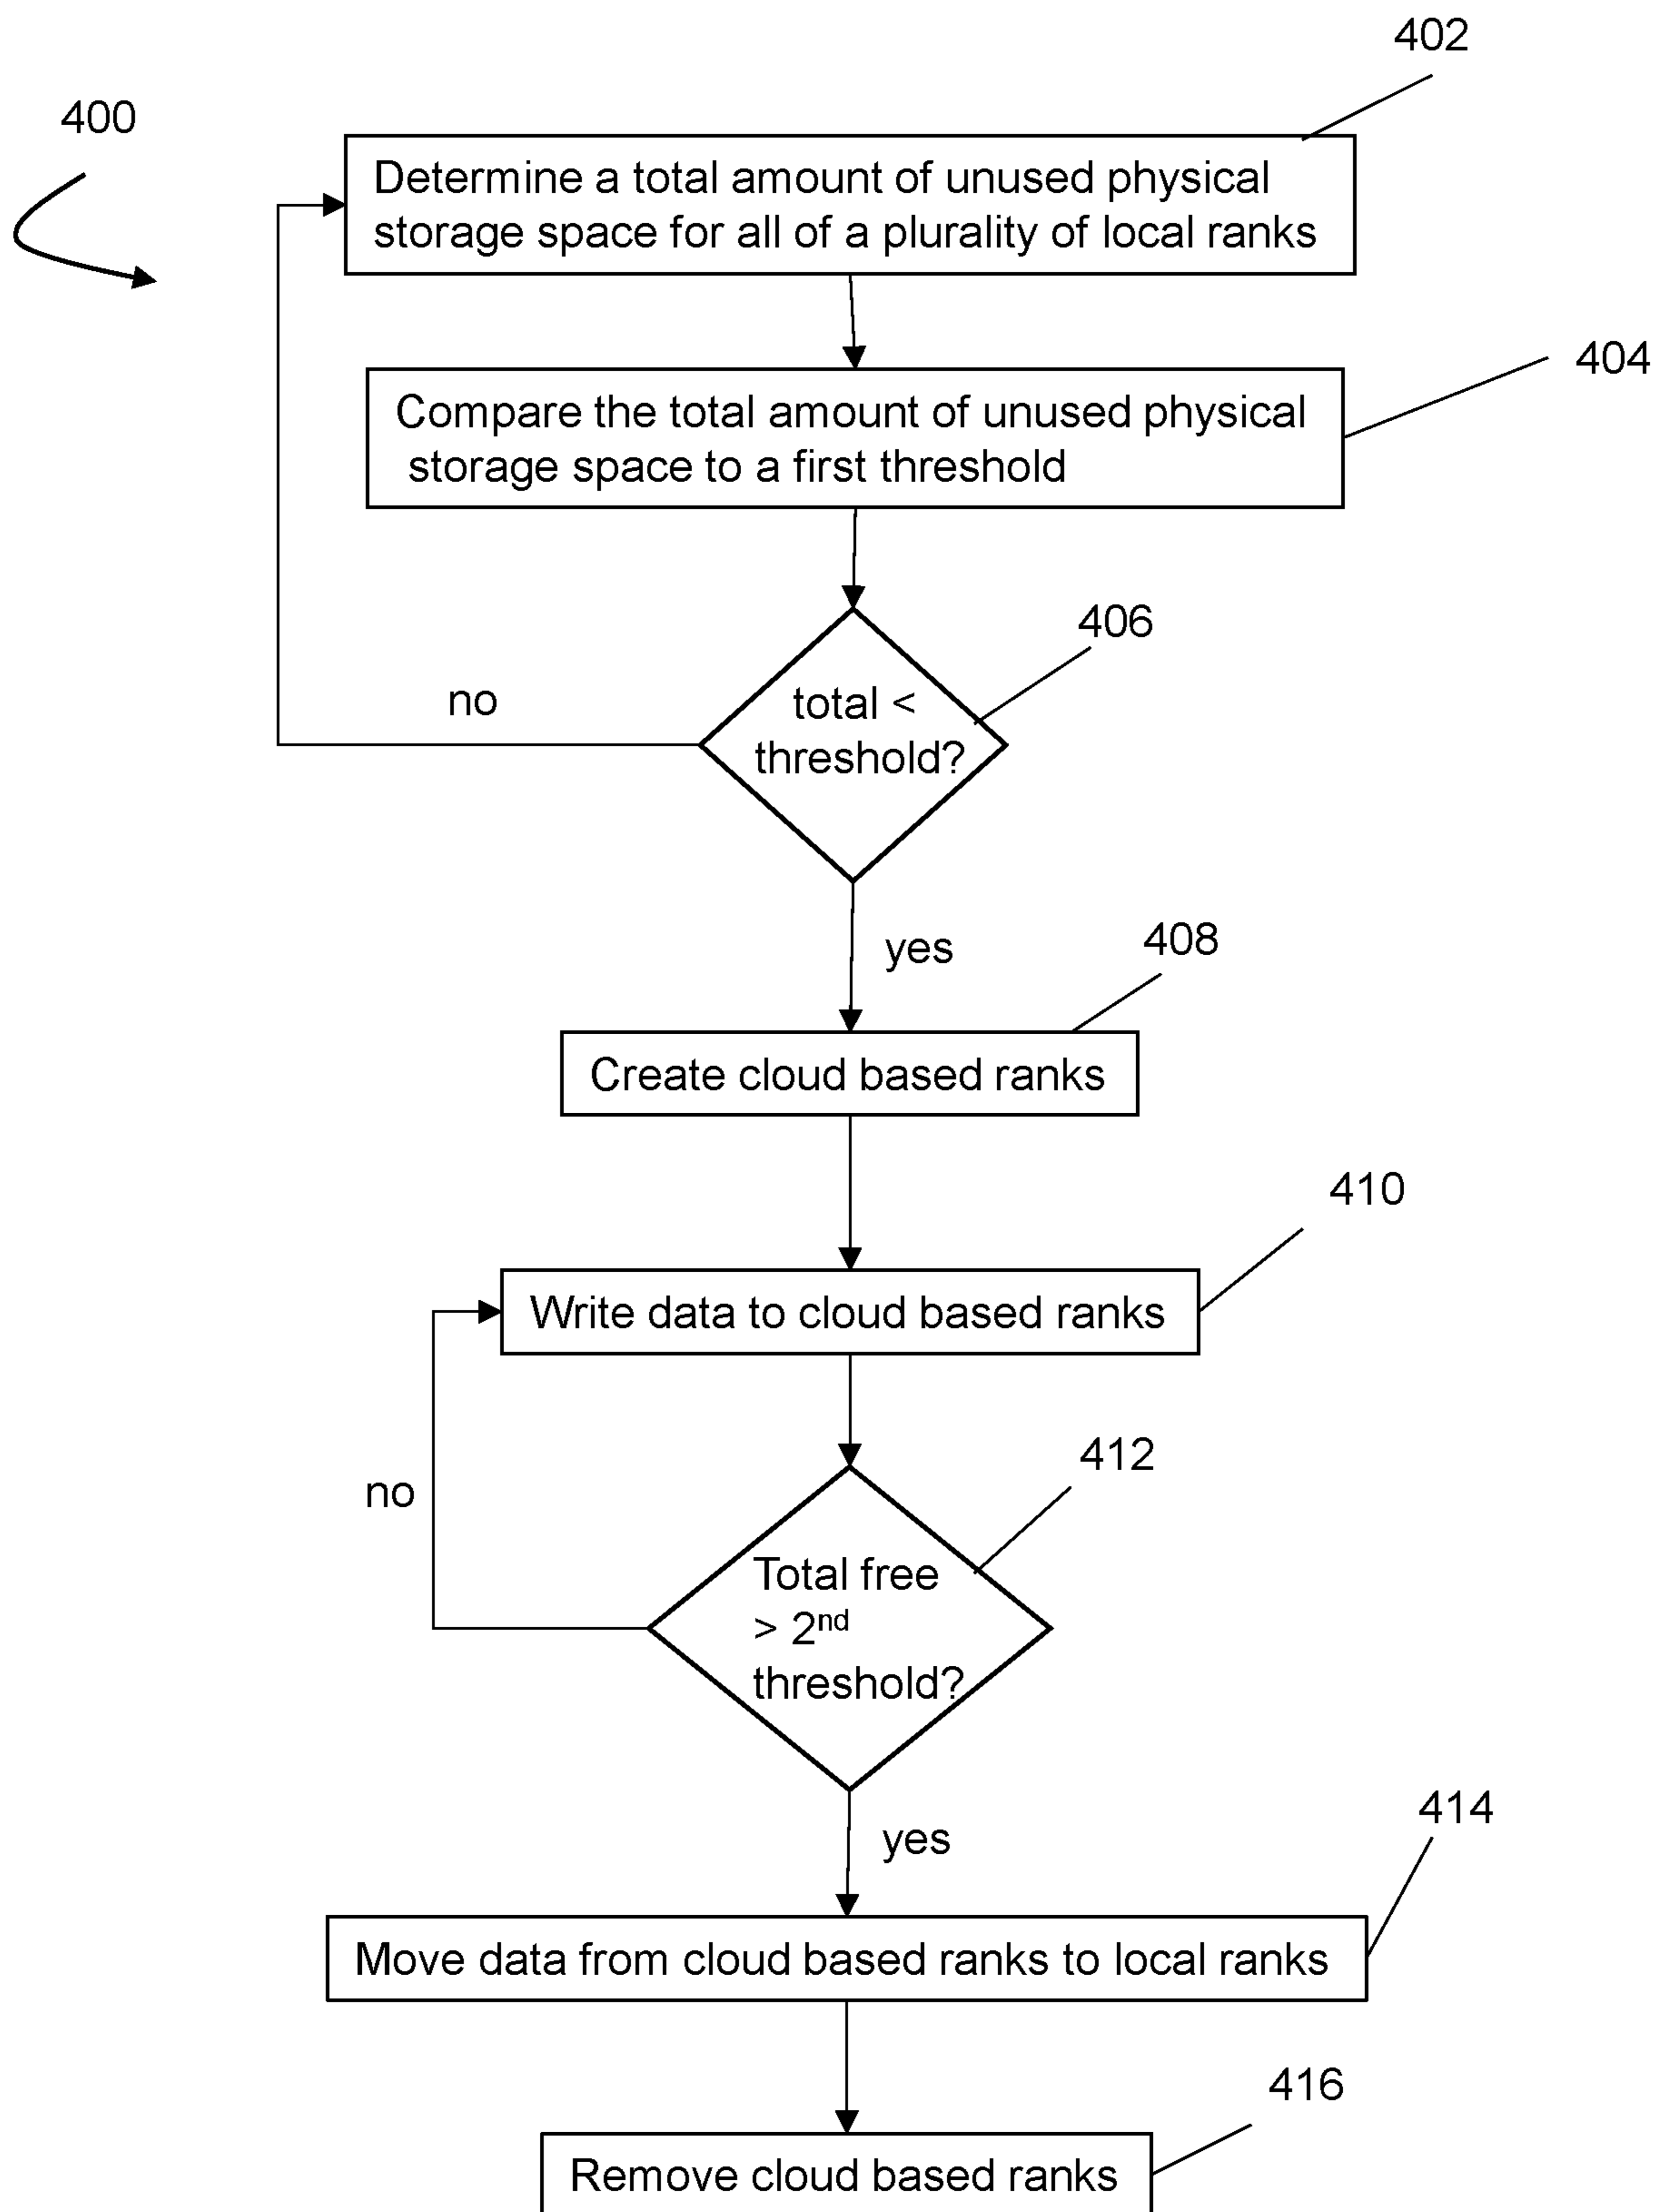 402
400
Determine a total amount of unused physical
storage space for all of a plurality of local ranks
404
Compare the total amount of unused physical
storage space to a first threshold
406
total <
threshold?
no
yes
408
Create cloud based ranks
410
Write data to cloud based ranks
412
no
Total free
> 2nd
threshold?
yes
414
Move data from cloud based ranks to local ranks
416
Remove cloud based ranks